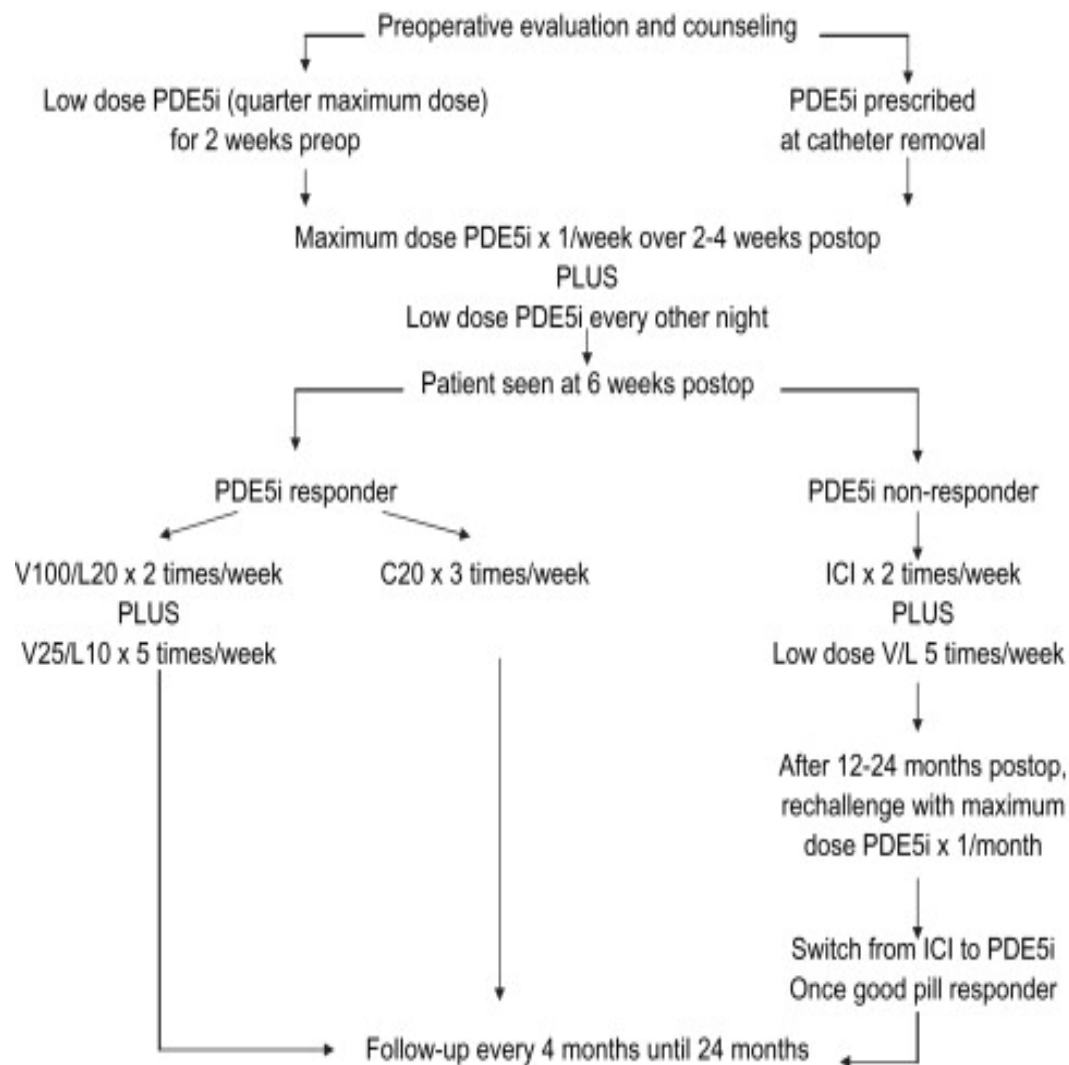 Preoperative evaluation and counseling
Low dose PDE5i (quarter maximum dose)
for 2 weeks preop
PDE5i prescribed
at catheter removal
Maximum dose PDE5i x 1/week over 2-4 weeks postop
PLUS
Low dose PDE5i every other night
Patient seen at 6 weeks postop
PDE5i responder
V100/L20 x 2 times/week
PLUS
V25/L10 x 5 times/week
C20 x 3 times/week
PDE5i non-responder
ICI x 2 times/week
PLUS
Low dose V/L 5 times/week
After 12-24 months postop,
rechallenge with maximum
dose PDE5i x 1/month
Switch from ICI to PDE5i
Once good pill responder
Follow-up every 4 months until 24 months